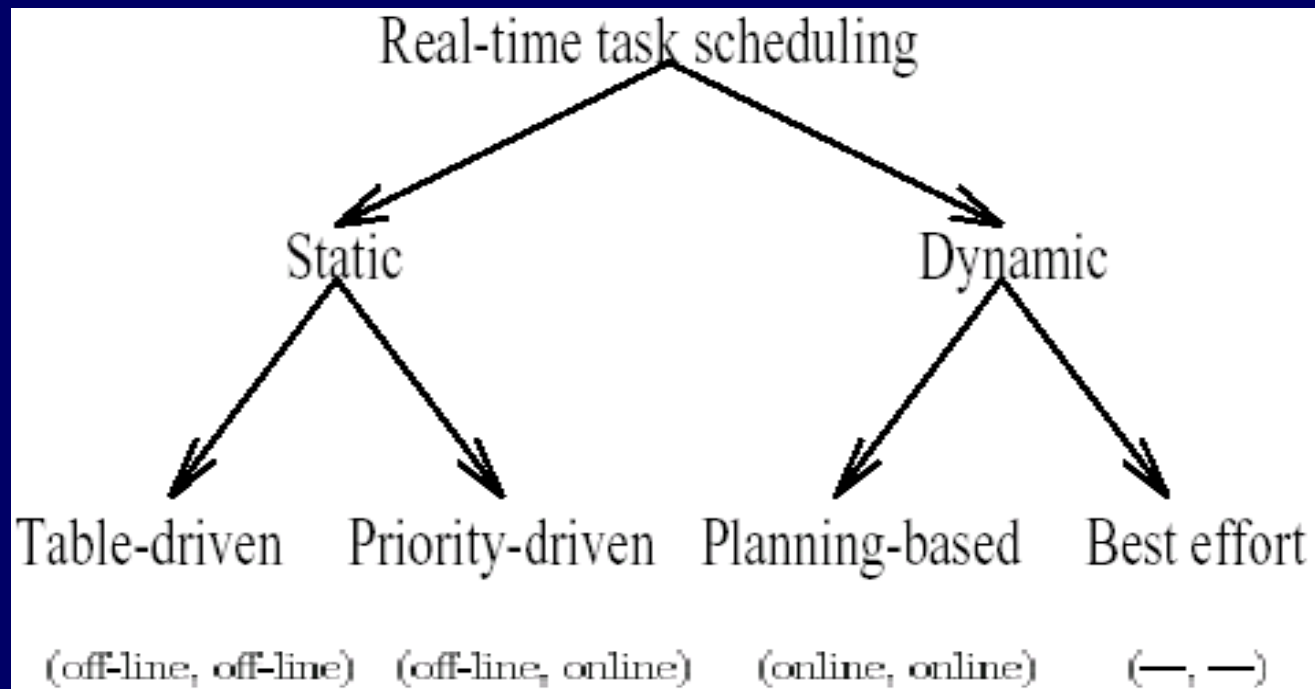 Real-time task scheduling
Static Dynamic
Table-driven Priority-driven Planning-based Best effort
(off-line, off-line) (off-line, online) (online, online) (—, —)